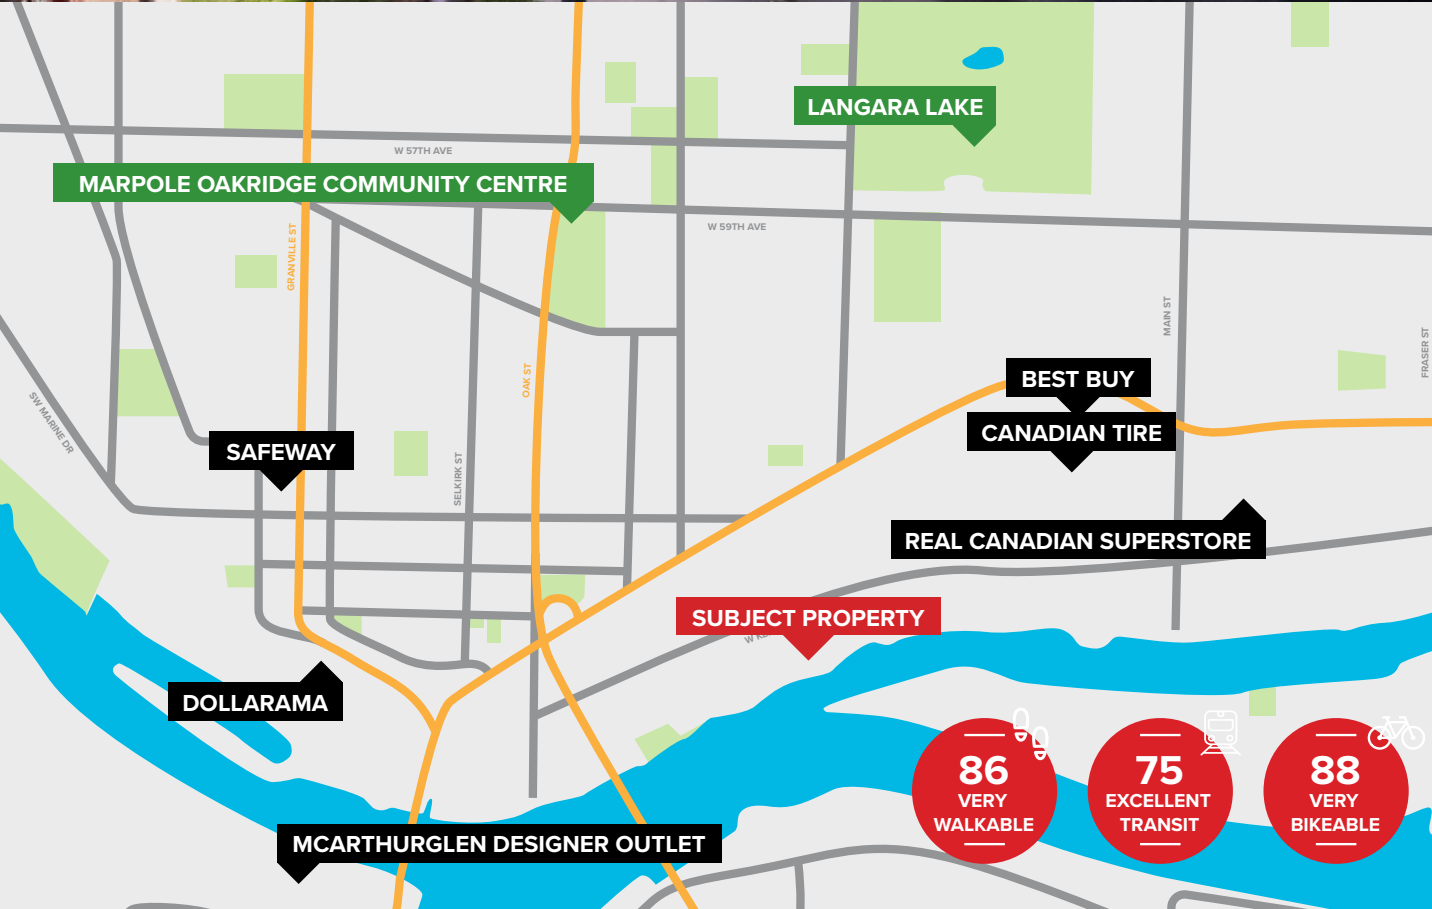 LANGARA LAKE
W 57TH AVE
MARPOLE OAKRIDGE COMMUNITY CENTRE
W 59TH AVE
GRANVILLE ST
MAIN ST
FRASER ST
OAK ST
BEST BUY
SW MARINE DR
CANADIAN TIRE
SAFEWAY
SELKIRK ST
REAL CANADIAN SUPERSTORE
SUBJECT PROPERTY
W
DOLLARAMA
86
VERY
WALKABLE
75
EXCELLENT
TRANSIT
88
VERY
BIKEABLE
MCARTHURGLEN DESIGNER OUTLET